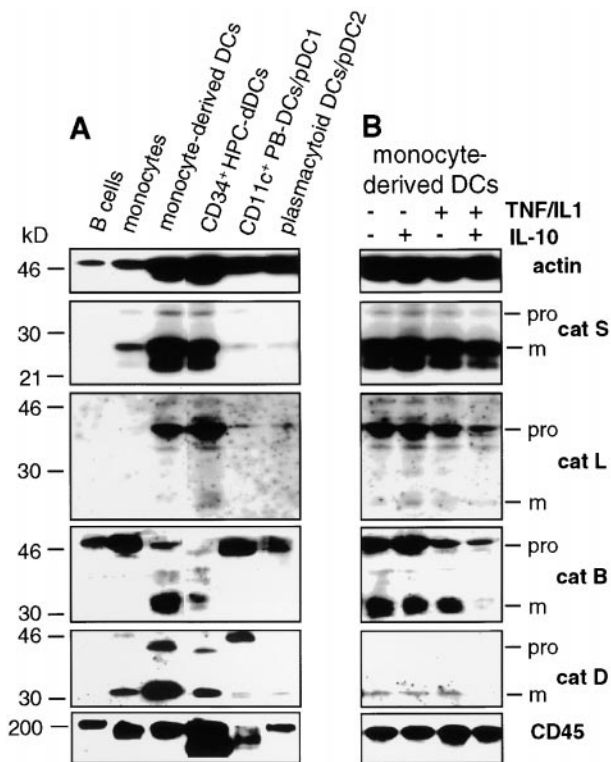 A
B cells
monocytes
monocyte-derived DCs
CD34+ HPC-dDCs
CD11c+ PB-DCs/pDC1
plasmacytoid DCs/pDC2
B
monocyte-
derived DCs
- - + + TNF/IL1
- + - + IL-10
kD
46
actin
30
21
pro
m
cat S
46
30
pro
m
cat L
46
30
pro
m
cat B
46
30
pro
m
cat D
200
CD45